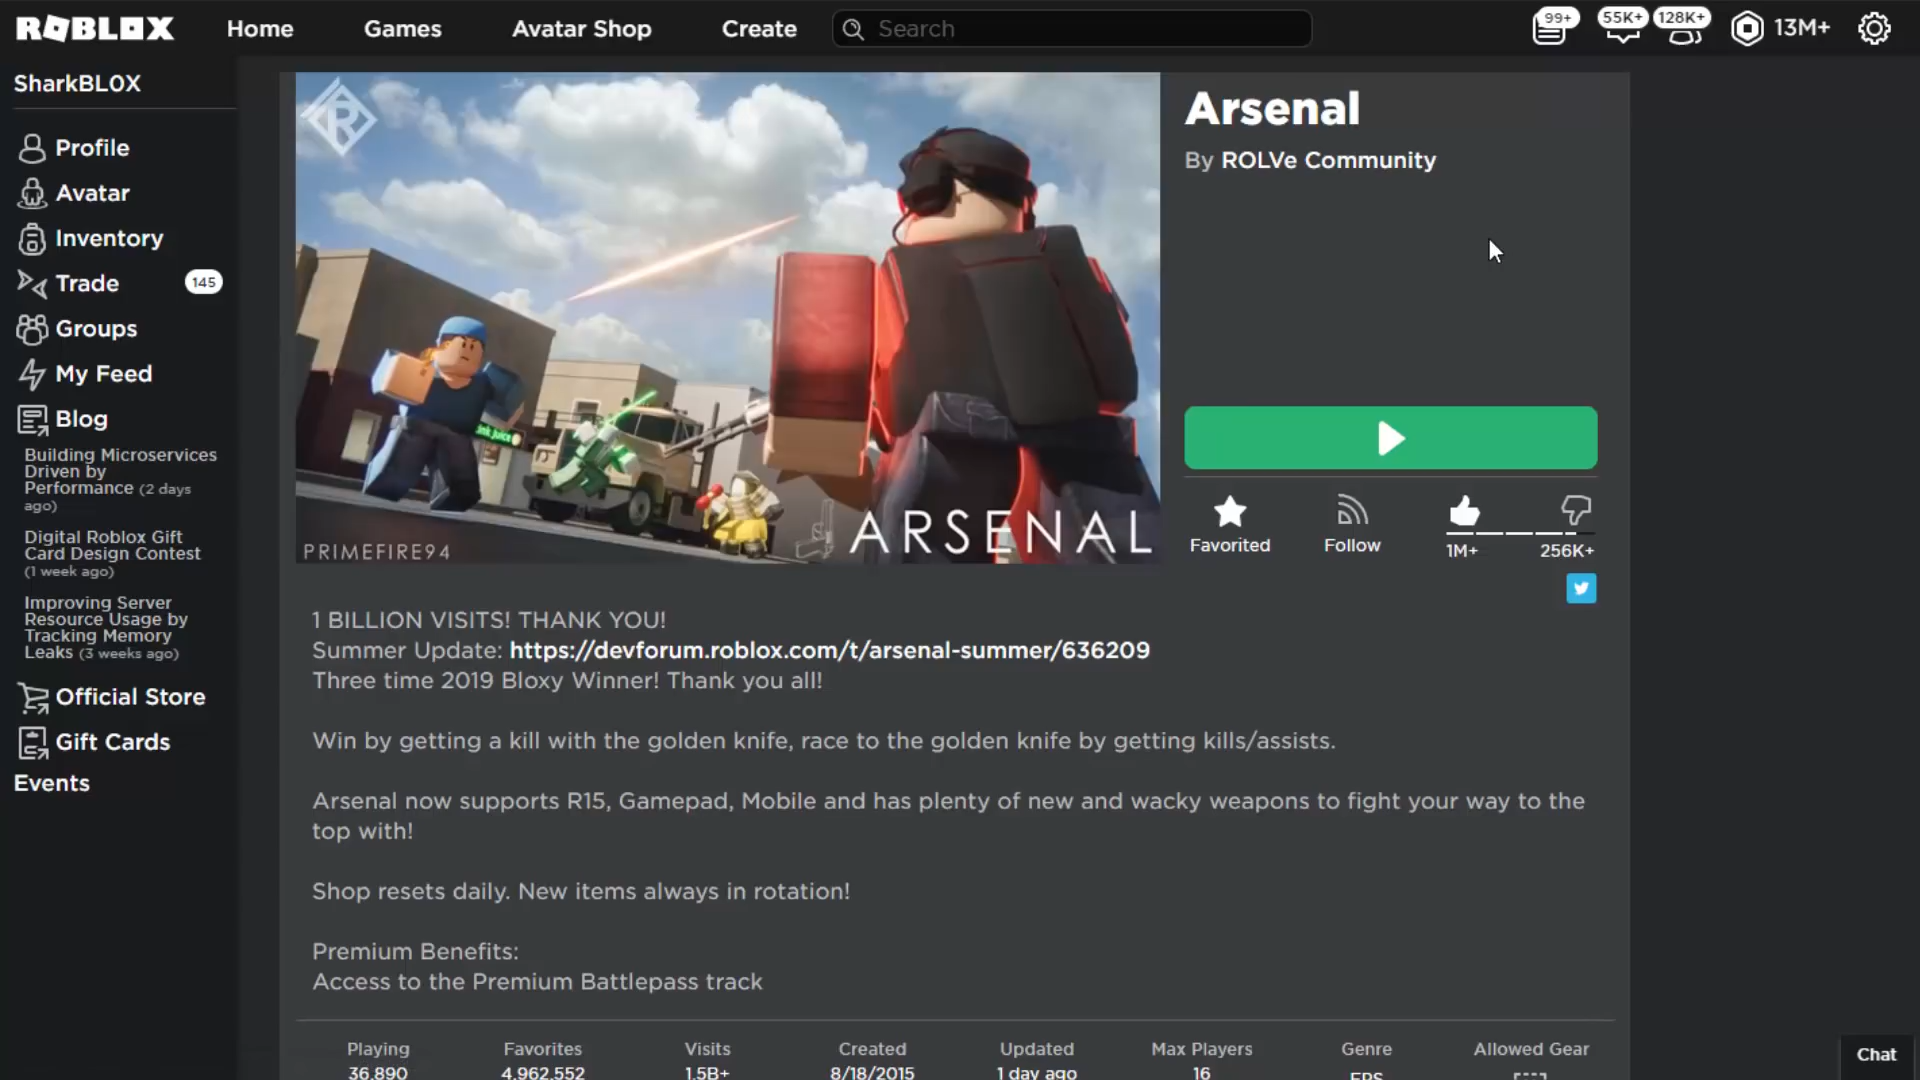 ROBLOX
Home
Games
Avatar Shop
Create
Search
99+
55K+
128K+
13M+
SharkBL0X
Profile
Avatar
Inventory
Trade
145
Groups
My Feed
Blog
Building Microservices
Driven by
Performance (2 days
ago)
Digital Roblox Gift
Card Design Contest
(1 week ago)
Improving Server
Resource Usage by
Tracking Memory
Leaks (3 weeks ago)
Official Store
Gift Cards
Events
R
Ink Juice
PRIMEFIRE94
ARSENAL
Arsenal
By ROLVe Community
Favorited
Follow
1M+
256K+
1 BILLION VISITS! THANK YOU!
Summer Update: https://devforum.roblox.com/t/arsenal-summer/636209
Three time 2019 Bloxy Winner! Thank you all!
Win by getting a kill with the golden knife, race to the golden knife by getting kills/assists.
Arsenal now supports R15, Gamepad, Mobile and has plenty of new and wacky weapons to fight your way to the
top with!
Shop resets daily. New items always in rotation!
Premium Benefits:
Access to the Premium Battlepass track
Playing
Favorites
Visits
Created
Updated
Max Players
Genre
Allowed Gear
36,890
4,962,552
1.5B+
8/18/2015
1 day ago
16
FPS
Chat